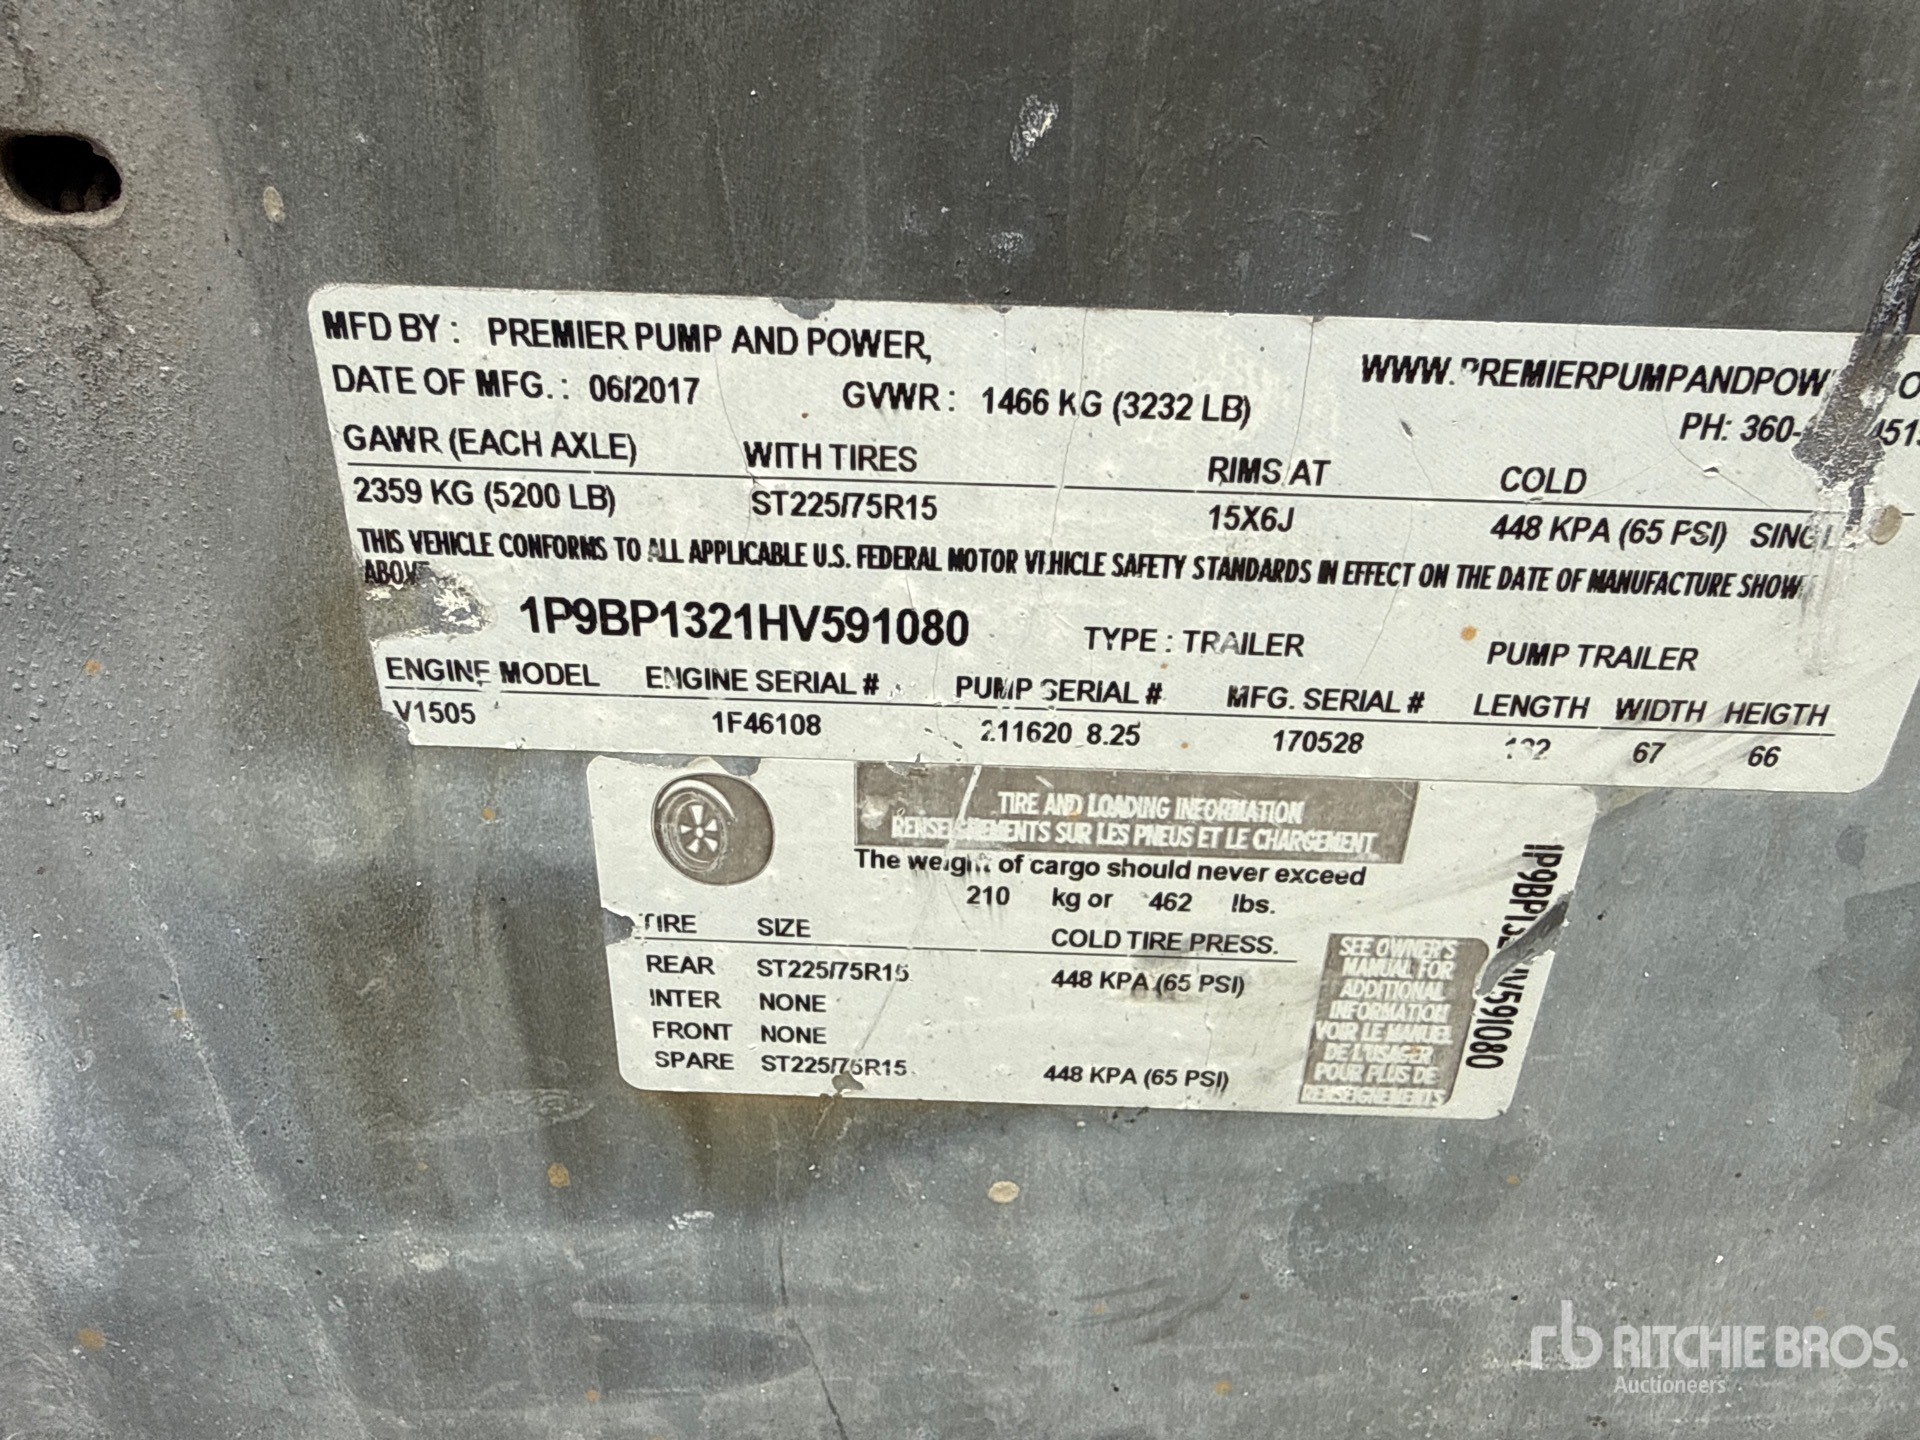 MFD BY : PREMIER PUMP AND POWER,
DATE OF MFG. : 06/2017 GVWR : 1466 KG (3232 LB)
WWW.PREMIERPUMPANDPOW
PH: 360-
GAWR (EACH AXLE) WITH TIRES RIMS AT COLD
2359 KG (5200 LB) ST225/75R15 15X6J 448 KPA (65 PSI) SINGLE
THIS VEHICLE CONFORMS TO ALL APPLICABLE U.S. FEDERAL MOTOR VEHICLE SAFETY STANDARDS IN EFFECT ON THE DATE OF MANUFACTURE SHOW
ABOVE
1P9BP1321HV591080 TYPE : TRAILER PUMP TRAILER
ENGINE MODEL ENGINE SERIAL # PUMP SERIAL # MFG. SERIAL # LENGTH WIDTH HEIGTH
V1505 1F46108 211620 8.25 170528 67 66
TIRE AND LOADING INFORMATION
RENSEIGNEMENTS SUR LES PNEUS ET LE CHARGEMENT
The weight of cargo should never exceed
210 kg or 462 lbs.
TIRE SIZE COLD TIRE PRESS.
REAR ST225/75R15 448 KPA (65 PSI)
INTER NONE
FRONT NONE
SPARE ST225/75R15 448 KPA (65 PSI)
SEE OWNER'S
MANUAL FOR
ADDITIONAL
INFORMATION
VOIR LE MANUEL
DE L'USAGER
POUR PLUS DE
RENSEIGNEMENTS
1P9BP132 HV591080
rb RITCHIE BROS.
Auctioneers